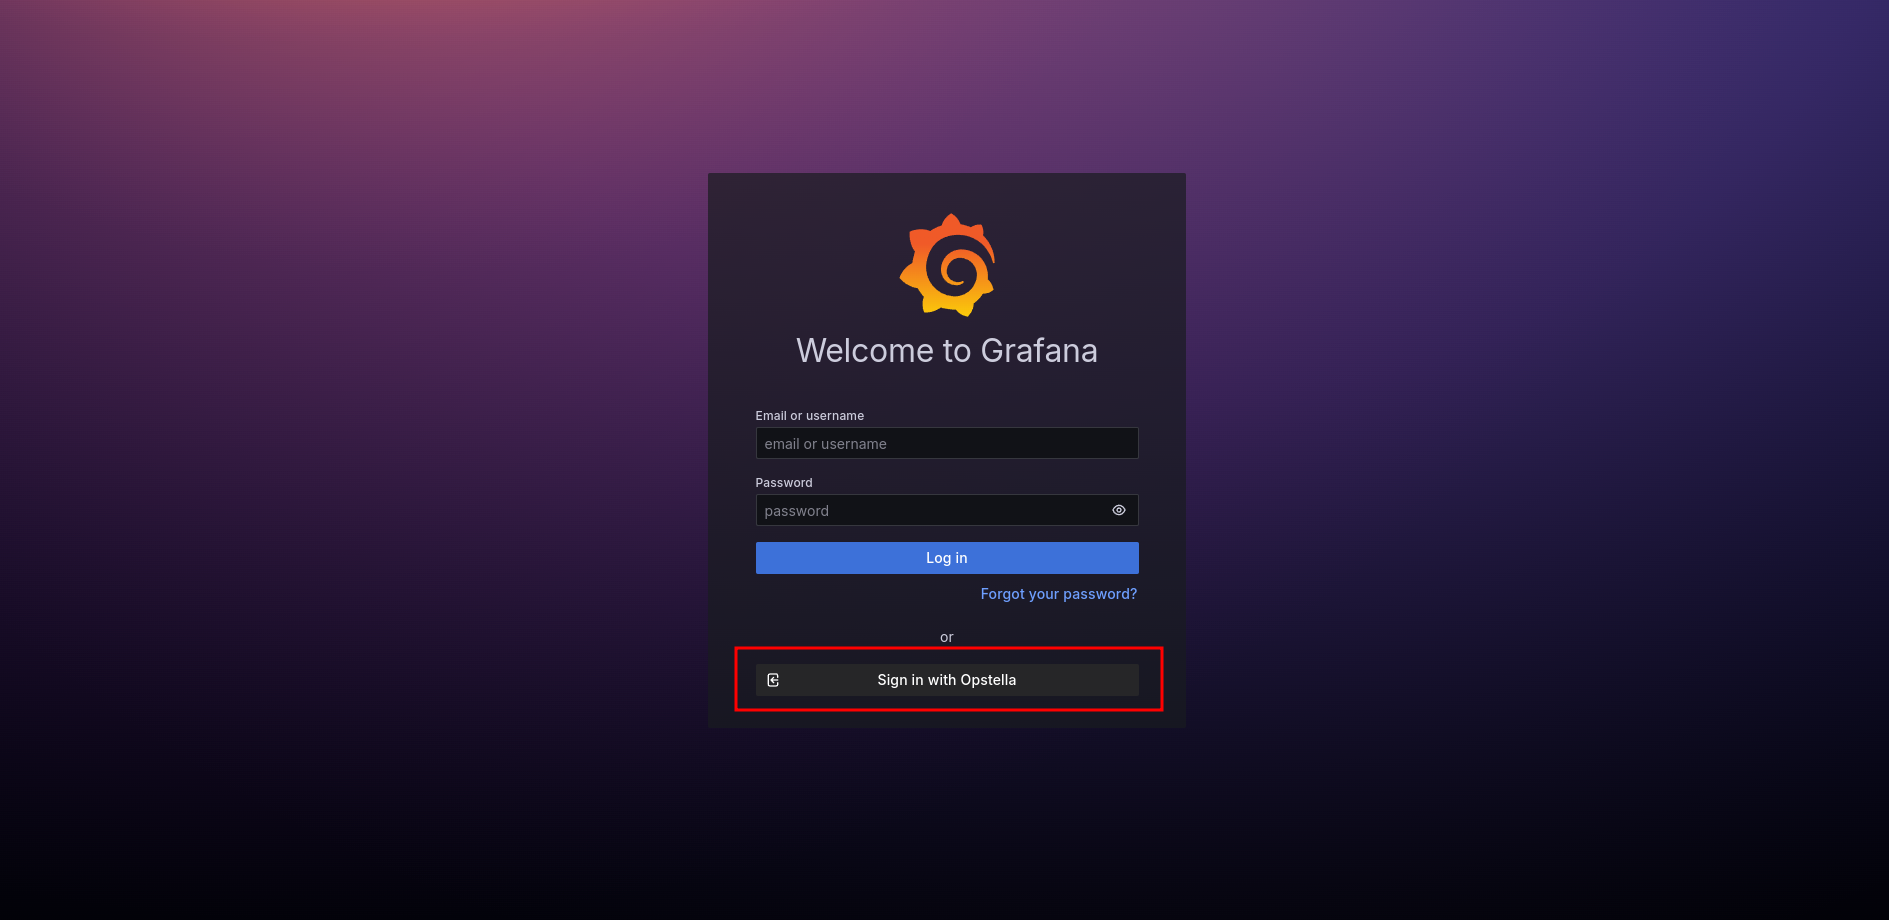 Welcome to Grafana
Email or username
email or username
Password
password
Log in
Forgot your password?
or
Sign in with Opstella